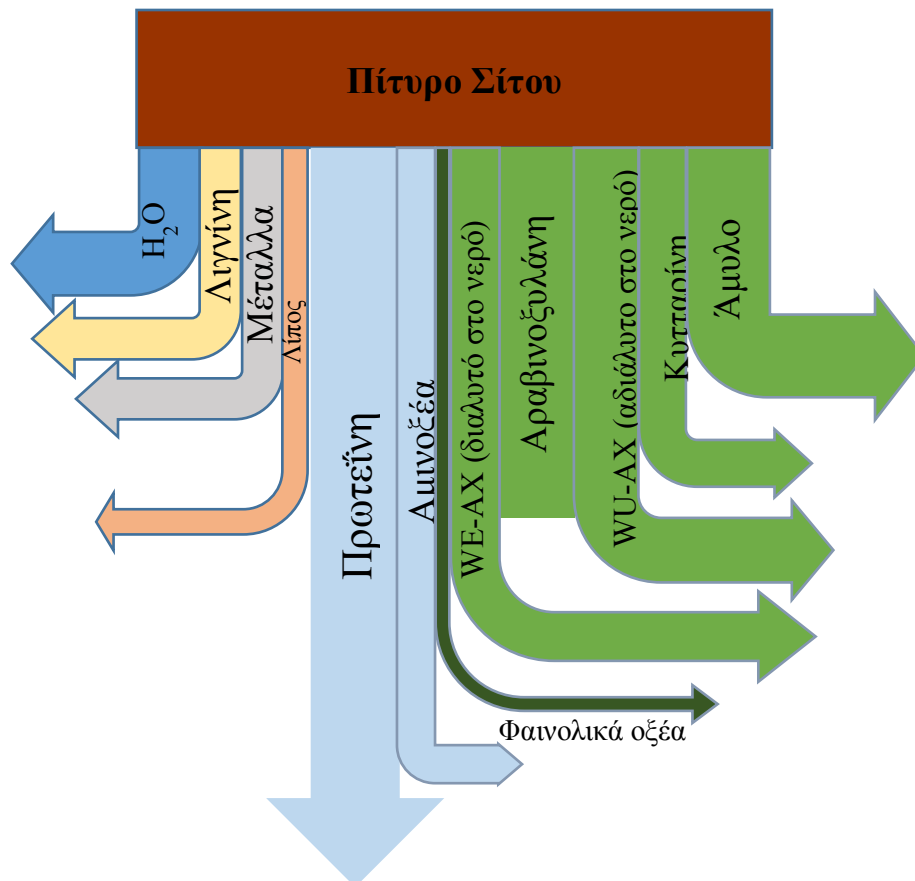 Πίτυρο Σίτου
H₂O
Λιγνίνη
Μέταλλα
Λίπος
Πρωτεΐνη
Αμινοξέα
WE-AX (διαλυτό στο νερό)
Αραβινοξυλάνη
WU-AX (αδιάλυτο στο νερό)
Κυτταρίνη
Άμυλο
Φαινολικά οξέα